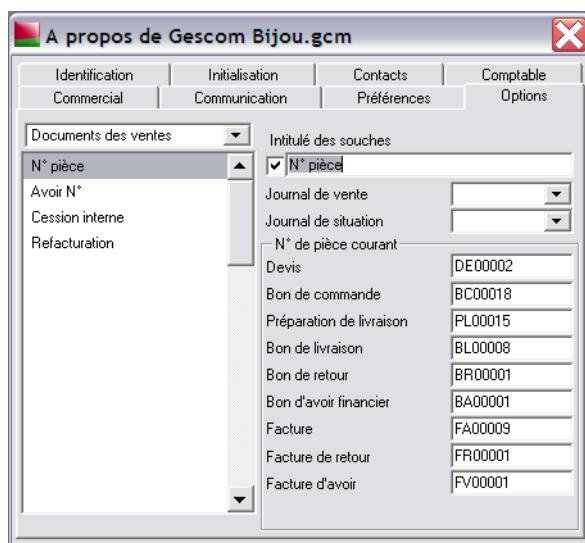 A propos de Gescom Bijou.gcm
Identification Initialisation Contacts Comptable
Commercial Communication Préférences Options
Documents des ventes
N° pièce
Avoir N°
Cession interne
Refacturation
Intitulé des souches
N° pièce
Journal de vente
Journal de situation
N° de pièce courant
Devis DE00002
Bon de commande BC00018
Préparation de livraison PL00015
Bon de livraison BL00008
Bon de retour BR00001
Bon d'avoir financier BA00001
Facture FA00009
Facture de retour FR00001
Facture d'avoir FV00001